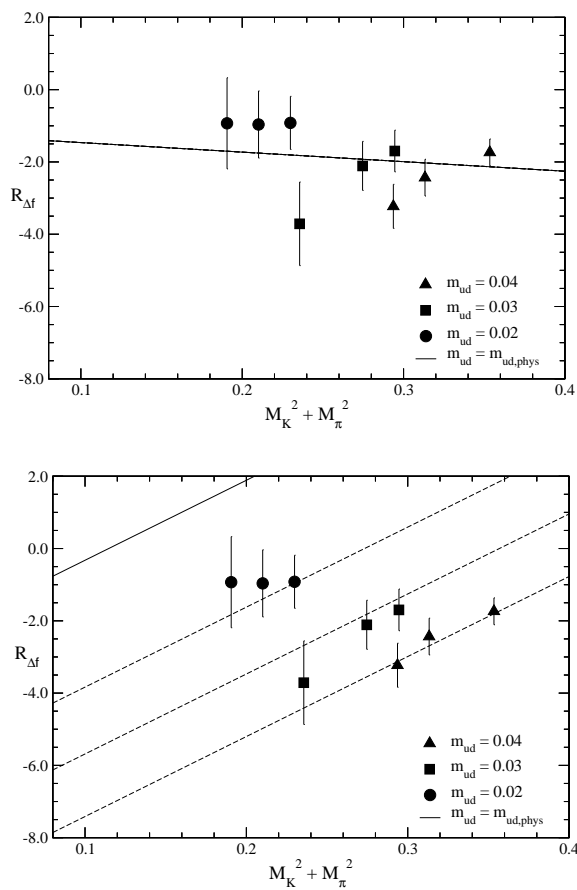 2.0
0.0
-2.0
-4.0
-6.0
-8.0
R_Δf
m_ud = 0.04
m_ud = 0.03
m_ud = 0.02
m_ud = m_ud,phys
0.1 0.2 0.3 0.4
M_K^2 + M_π^2
2.0
0.0
-2.0
-4.0
-6.0
-8.0
R_Δf
m_ud = 0.04
m_ud = 0.03
m_ud = 0.02
m_ud = m_ud,phys
0.1 0.2 0.3 0.4
M_K^2 + M_π^2